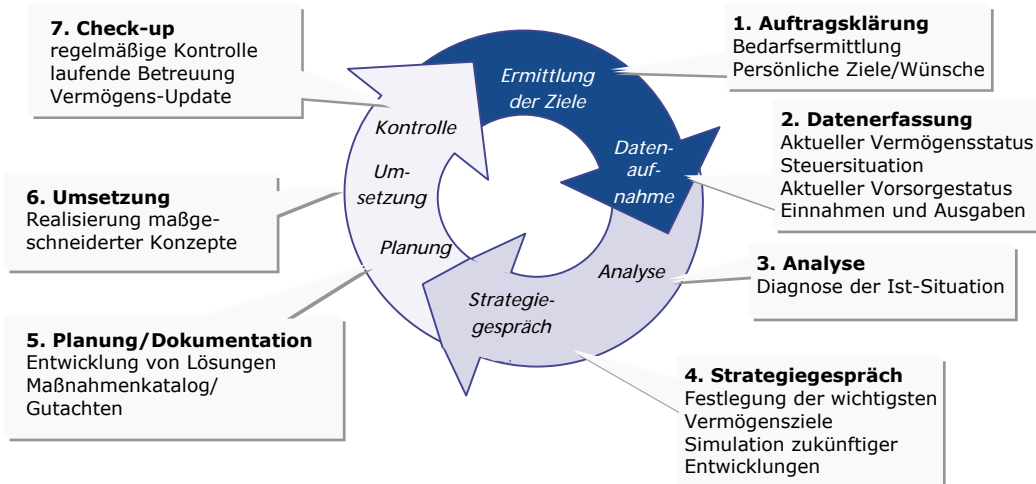 1. Auftragsklärung
Bedarfsermittlung
Persönliche Ziele/Wünsche
2. Datenerfassung
Aktueller Vermögensstatus
Steuersituation
Aktueller Vorsorgestatus
Einnahmen und Ausgaben
3. Analyse
Diagnose der Ist-Situation
4. Strategiegespräch
Festlegung der wichtigsten
Vermögensziele
Simulation zukünftiger
Entwicklungen
5. Planung/Dokumentation
Entwicklung von Lösungen
Maßnahmenkatalog/
Gutachten
6. Umsetzung
Realisierung maßge-
schneiderter Konzepte
7. Check-up
regelmäßige Kontrolle
laufende Betreuung
Vermögens-Update
Ermittlung
der Ziele
Daten-
auf-
nahme
Analyse
Strategie-
gespräch
Planung
Um-
setzung
Kontrolle